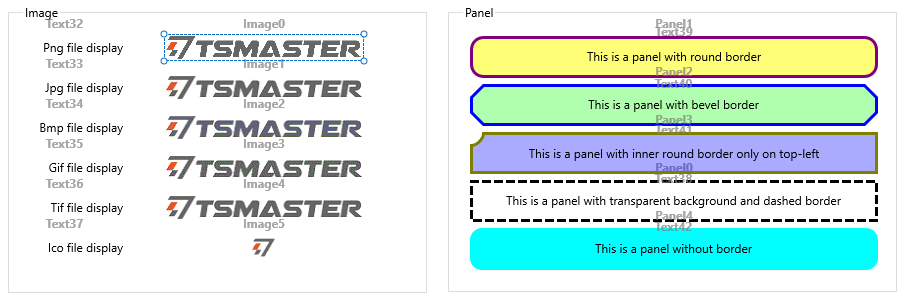 Image
Text32 Image0
Png file display TSMASTER
Text33 Image1
Jpg file display TSMASTER
Text34 Image2
Bmp file display TSMASTER
Text35 Image3
Gif file display TSMASTER
Text36 Image4
Tif file display TSMASTER
Text37 Image5
Ico file display
Panel
Panel1
Text39
This is a panel with round border
Panel2
Text40
This is a panel with bevel border
Panel3
Text41
This is a panel with inner round border only on top-left
Panel0
Text38
This is a panel with transparent background and dashed border
Panel4
Text42
This is a panel without border